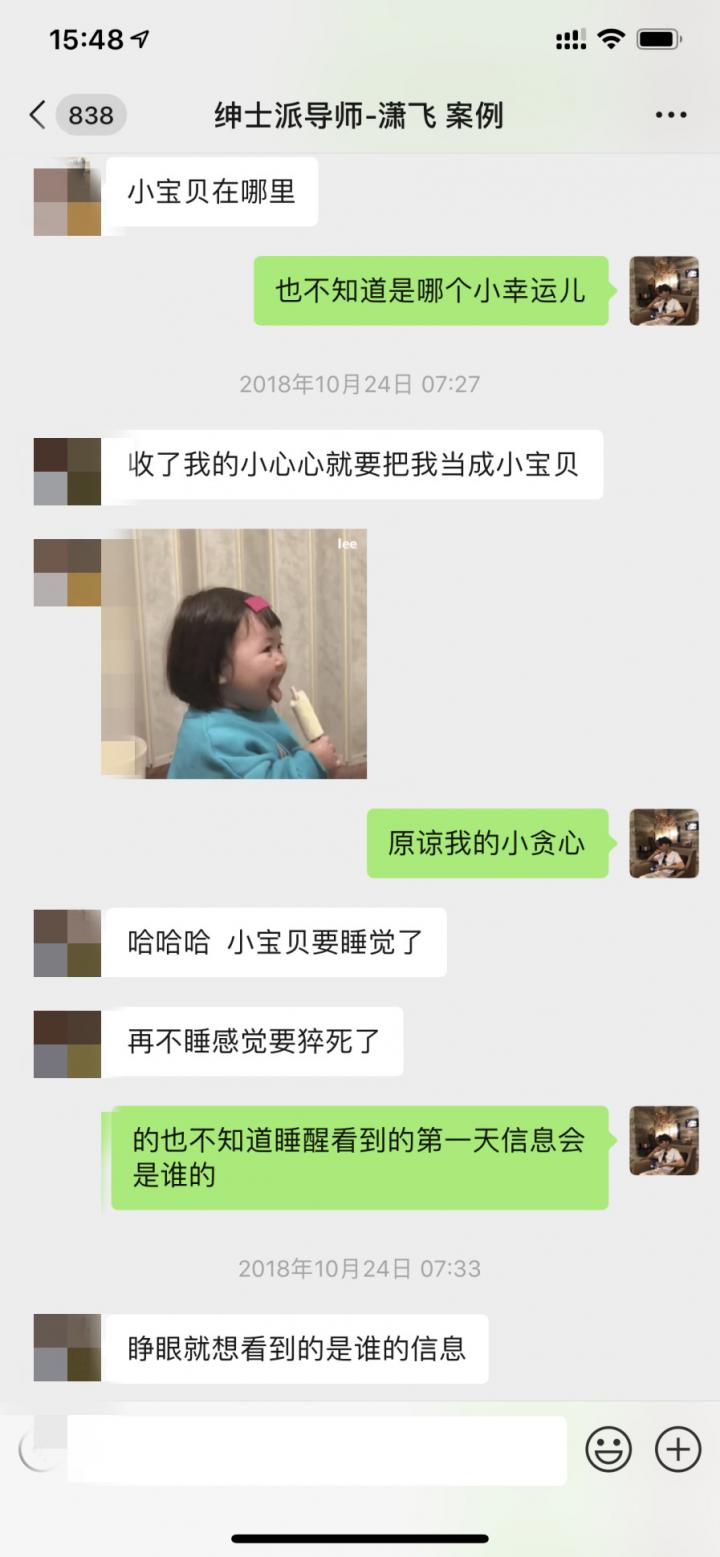 15:48
838
绅士派导师-潇飞 案例
小宝贝在哪里
也不知道是哪个小幸运儿
2018年10月24日 07:27
收了我的小心心就要把我当成小宝贝
lee
原谅我的小贪心
哈哈哈 小宝贝要睡觉了
再不睡感觉要猝死了
的也不知道睡醒看到的第一天信息会
是谁的
2018年10月24日 07:33
睁眼就想看到的是谁的信息